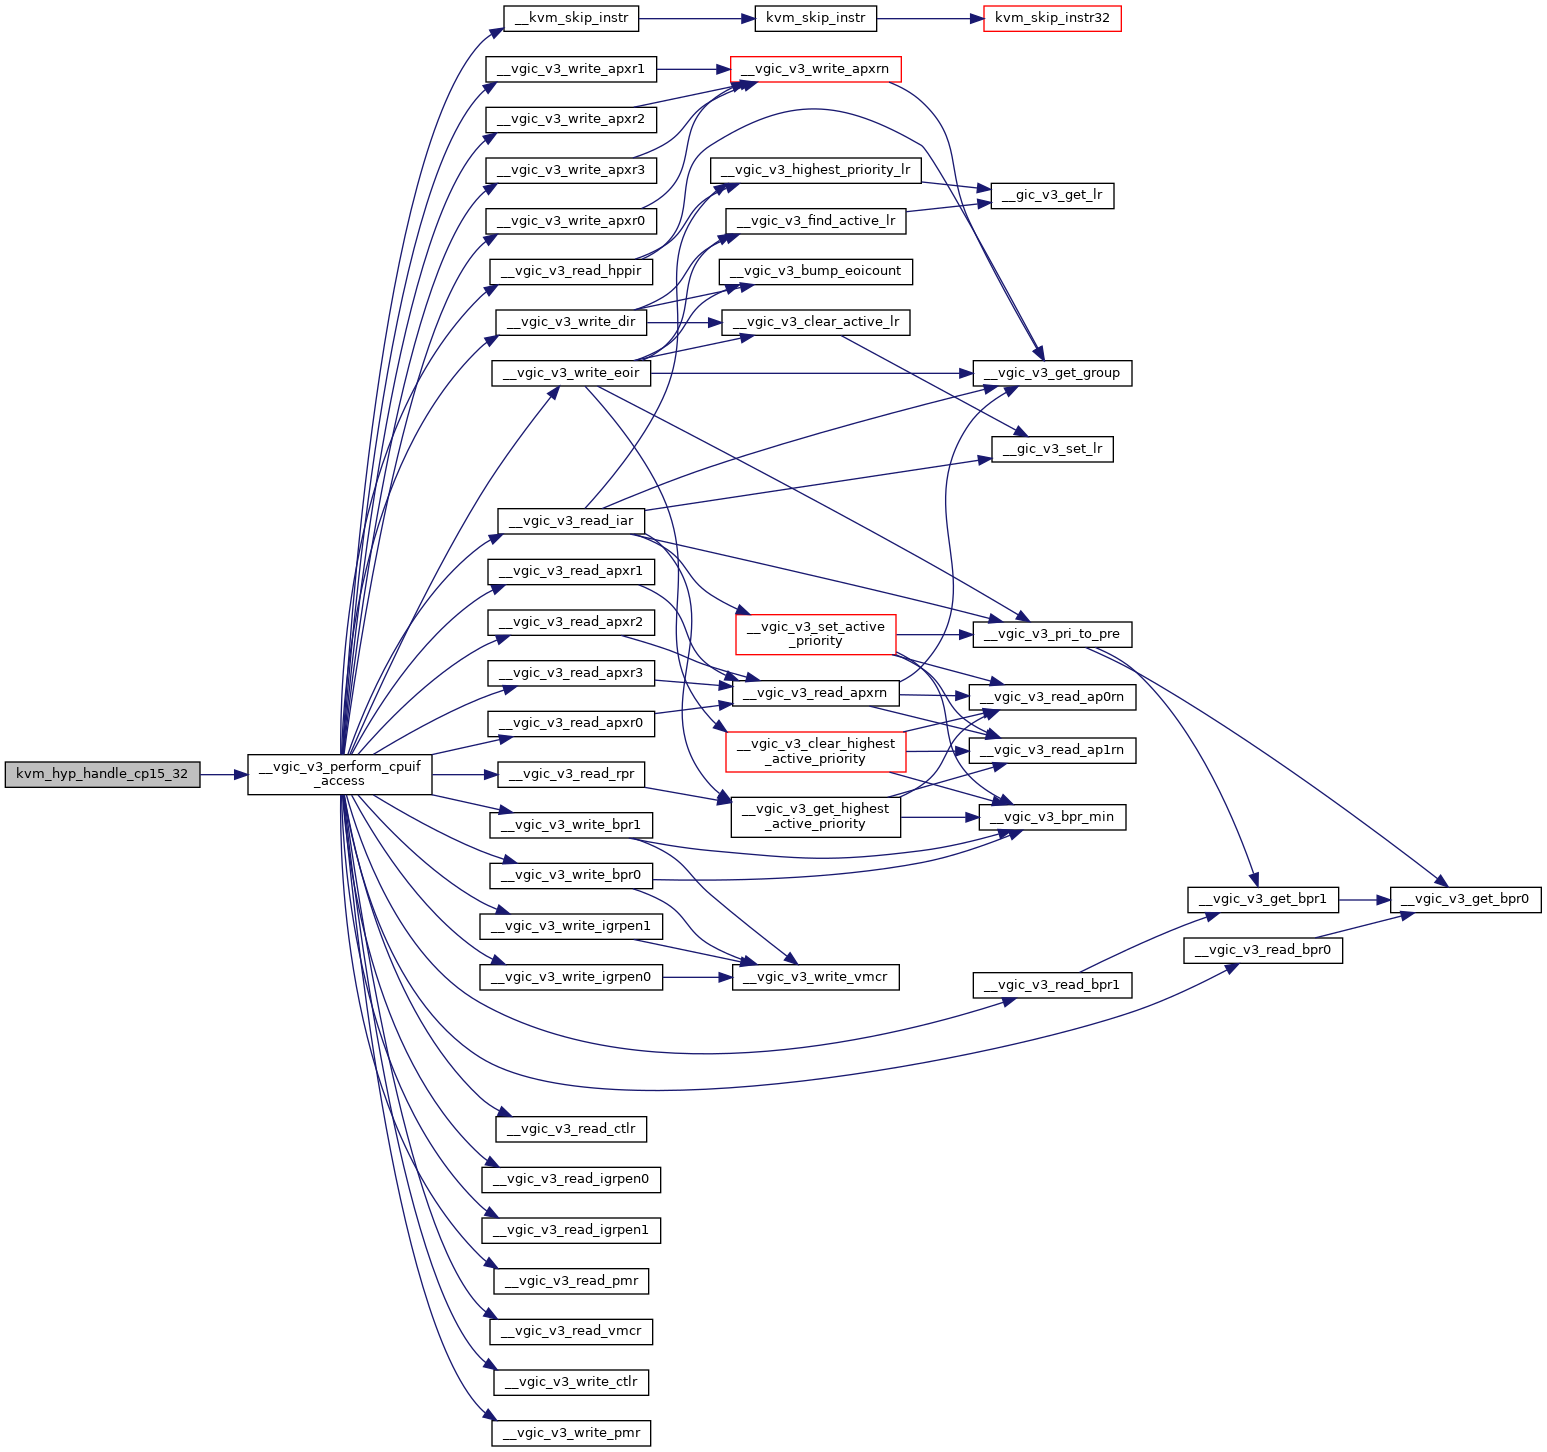 kvm_hyp_handle_cp15_32
__vgic_v3_perform_cpuif
_access
__kvm_skip_instr
__vgic_v3_write_apxr1
__vgic_v3_write_apxr2
__vgic_v3_write_apxr3
__vgic_v3_write_apxr0
__vgic_v3_read_hppir
__vgic_v3_write_dir
__vgic_v3_write_eoir
__vgic_v3_read_iar
__vgic_v3_read_apxr1
__vgic_v3_read_apxr2
__vgic_v3_read_apxr3
__vgic_v3_read_apxr0
__vgic_v3_read_rpr
__vgic_v3_write_bpr1
__vgic_v3_write_bpr0
__vgic_v3_write_igrpen1
__vgic_v3_write_igrpen0
__vgic_v3_read_ctlr
__vgic_v3_read_igrpen0
__vgic_v3_read_igrpen1
__vgic_v3_read_pmr
__vgic_v3_read_vmcr
__vgic_v3_write_ctlr
__vgic_v3_write_pmr
kvm_skip_instr
__vgic_v3_write_apxrn
__vgic_v3_highest_priority_lr
__vgic_v3_find_active_lr
__vgic_v3_bump_eoicount
__vgic_v3_clear_active_lr
__vgic_v3_set_active
_priority
__vgic_v3_read_apxrn
__vgic_v3_clear_highest
_active_priority
__vgic_v3_get_highest
_active_priority
__vgic_v3_write_vmcr
kvm_skip_instr32
__gic_v3_get_lr
__vgic_v3_get_group
__gic_v3_set_lr
__vgic_v3_pri_to_pre
__vgic_v3_read_ap0rn
__vgic_v3_read_ap1rn
__vgic_v3_bpr_min
__vgic_v3_read_bpr1
__vgic_v3_get_bpr1
__vgic_v3_read_bpr0
__vgic_v3_get_bpr0